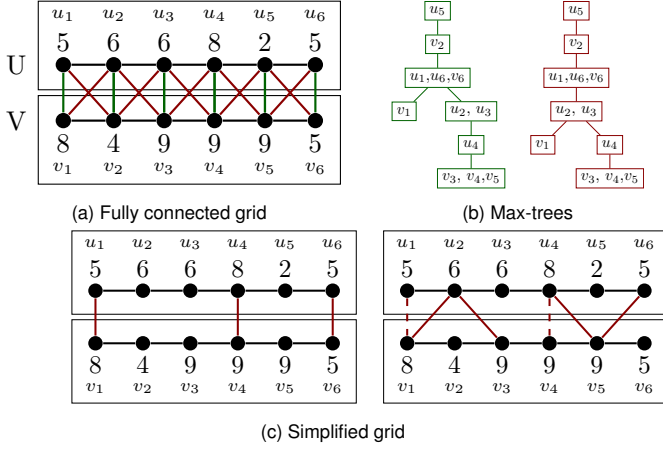 u1 u2 u3 u4 u5 u6
5 6 6 8 2 5
U
V
8 4 9 9 9 5
v1 v2 v3 v4 v5 v6
(a) Fully connected grid
u5
v2
u1,u6,v6
v1
u2, u3
u4
v3, v4,v5
u5
v2
u1,u6,v6
u2, u3
v1
u4
v3, v4,v5
(b) Max-trees
u1 u2 u3 u4 u5 u6
5 6 6 8 2 5
8 4 9 9 9 5
v1 v2 v3 v4 v5 v6
u1 u2 u3 u4 u5 u6
5 6 6 8 2 5
8 4 9 9 9 5
v1 v2 v3 v4 v5 v6
(c) Simplified grid